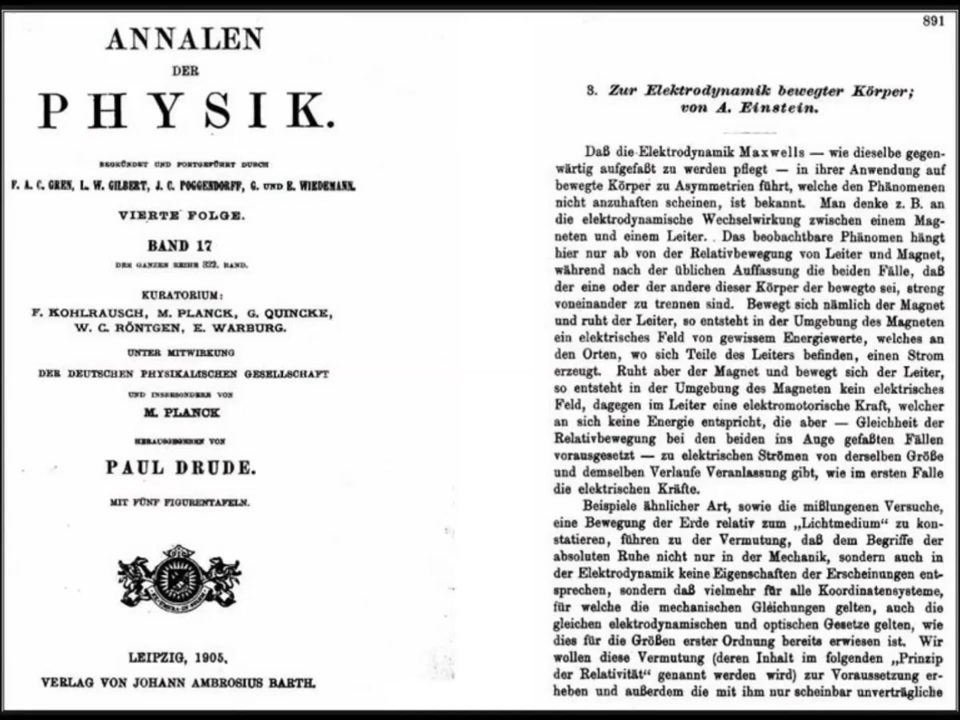 ANNALEN
DER
PHYSIK.
BEGRÜNDET UND FORTGEFÜHRT DURCH
F. A. C. GREN, L. W. GILBERT, J. C. POGGENDORFF, G. UND E. WIEDEMANN.
VIERTE FOLGE.
BAND 17
DER GANZEN REIHE 322. BAND.
KURATORIUM:
F. KOHLRAUSCH, M. PLANCK, G. QUINCKE,
W. C. RÖNTGEN, E. WARBURG.
UNTER MITWIRKUNG
DER DEUTSCHEN PHYSIKALISCHEN GESELLSCHAFT
UND INSBESONDERE VON
M. PLANCK
HERAUSGEGEBEN VON
PAUL DRUDE.
MIT FÜNF FIGURENTAFELN.
LEIPZIG, 1905.
VERLAG VON JOHANN AMBROSIUS BARTH.
891
3. Zur Elektrodynamik bewegter Körper;
von A. Einstein.
Daß die Elektrodynamik Maxwells — wie dieselbe gegen-
wärtig aufgefaßt zu werden pflegt — in ihrer Anwendung auf
bewegte Körper zu Asymmetrien führt, welche den Phänomenen
nicht anzuhaften scheinen, ist bekannt. Man denke z. B. an
die elektrodynamische Wechselwirkung zwischen einem Mag-
neten und einem Leiter. Das beobachtbare Phänomen hängt
hier nur ab von der Relativbewegung von Leiter und Magnet,
während nach der üblichen Auffassung die beiden Fälle, daß
der eine oder der andere dieser Körper der bewegte sei, streng
voneinander zu trennen sind. Bewegt sich nämlich der Magnet
und ruht der Leiter, so entsteht in der Umgebung des Magneten
ein elektrisches Feld von gewissem Energiewerte, welches an
den Orten, wo sich Teile des Leiters befinden, einen Strom
erzeugt. Ruht aber der Magnet und bewegt sich der Leiter,
so entsteht in der Umgebung des Magneten kein elektrisches
Feld, dagegen im Leiter eine elektromotorische Kraft, welcher
an sich keine Energie entspricht, die aber — Gleichheit der
Relativbewegung bei den beiden ins Auge gefaßten Fällen
vorausgesetzt — zu elektrischen Strömen von derselben Größe
und demselben Verlaufe Veranlassung gibt, wie im ersten Falle
die elektrischen Kräfte.
Beispiele ähnlicher Art, sowie die mißlungenen Versuche,
eine Bewegung der Erde relativ zum „Lichtmedium“ zu kon-
statieren, führen zu der Vermutung, daß dem Begriffe der
absoluten Ruhe nicht nur in der Mechanik, sondern auch in
der Elektrodynamik keine Eigenschaften der Erscheinungen ent-
sprechen, sondern daß vielmehr für alle Koordinatensysteme,
für welche die mechanischen Gleichungen gelten, auch die
gleichen elektrodynamischen und optischen Gesetze gelten, wie
dies für die Größen erster Ordnung bereits erwiesen ist. Wir
wollen diese Vermutung (deren Inhalt im folgenden „Prinzip
der Relativität“ genannt werden wird) zur Voraussetzung er-
heben und außerdem die mit ihm nur scheinbar unverträgliche